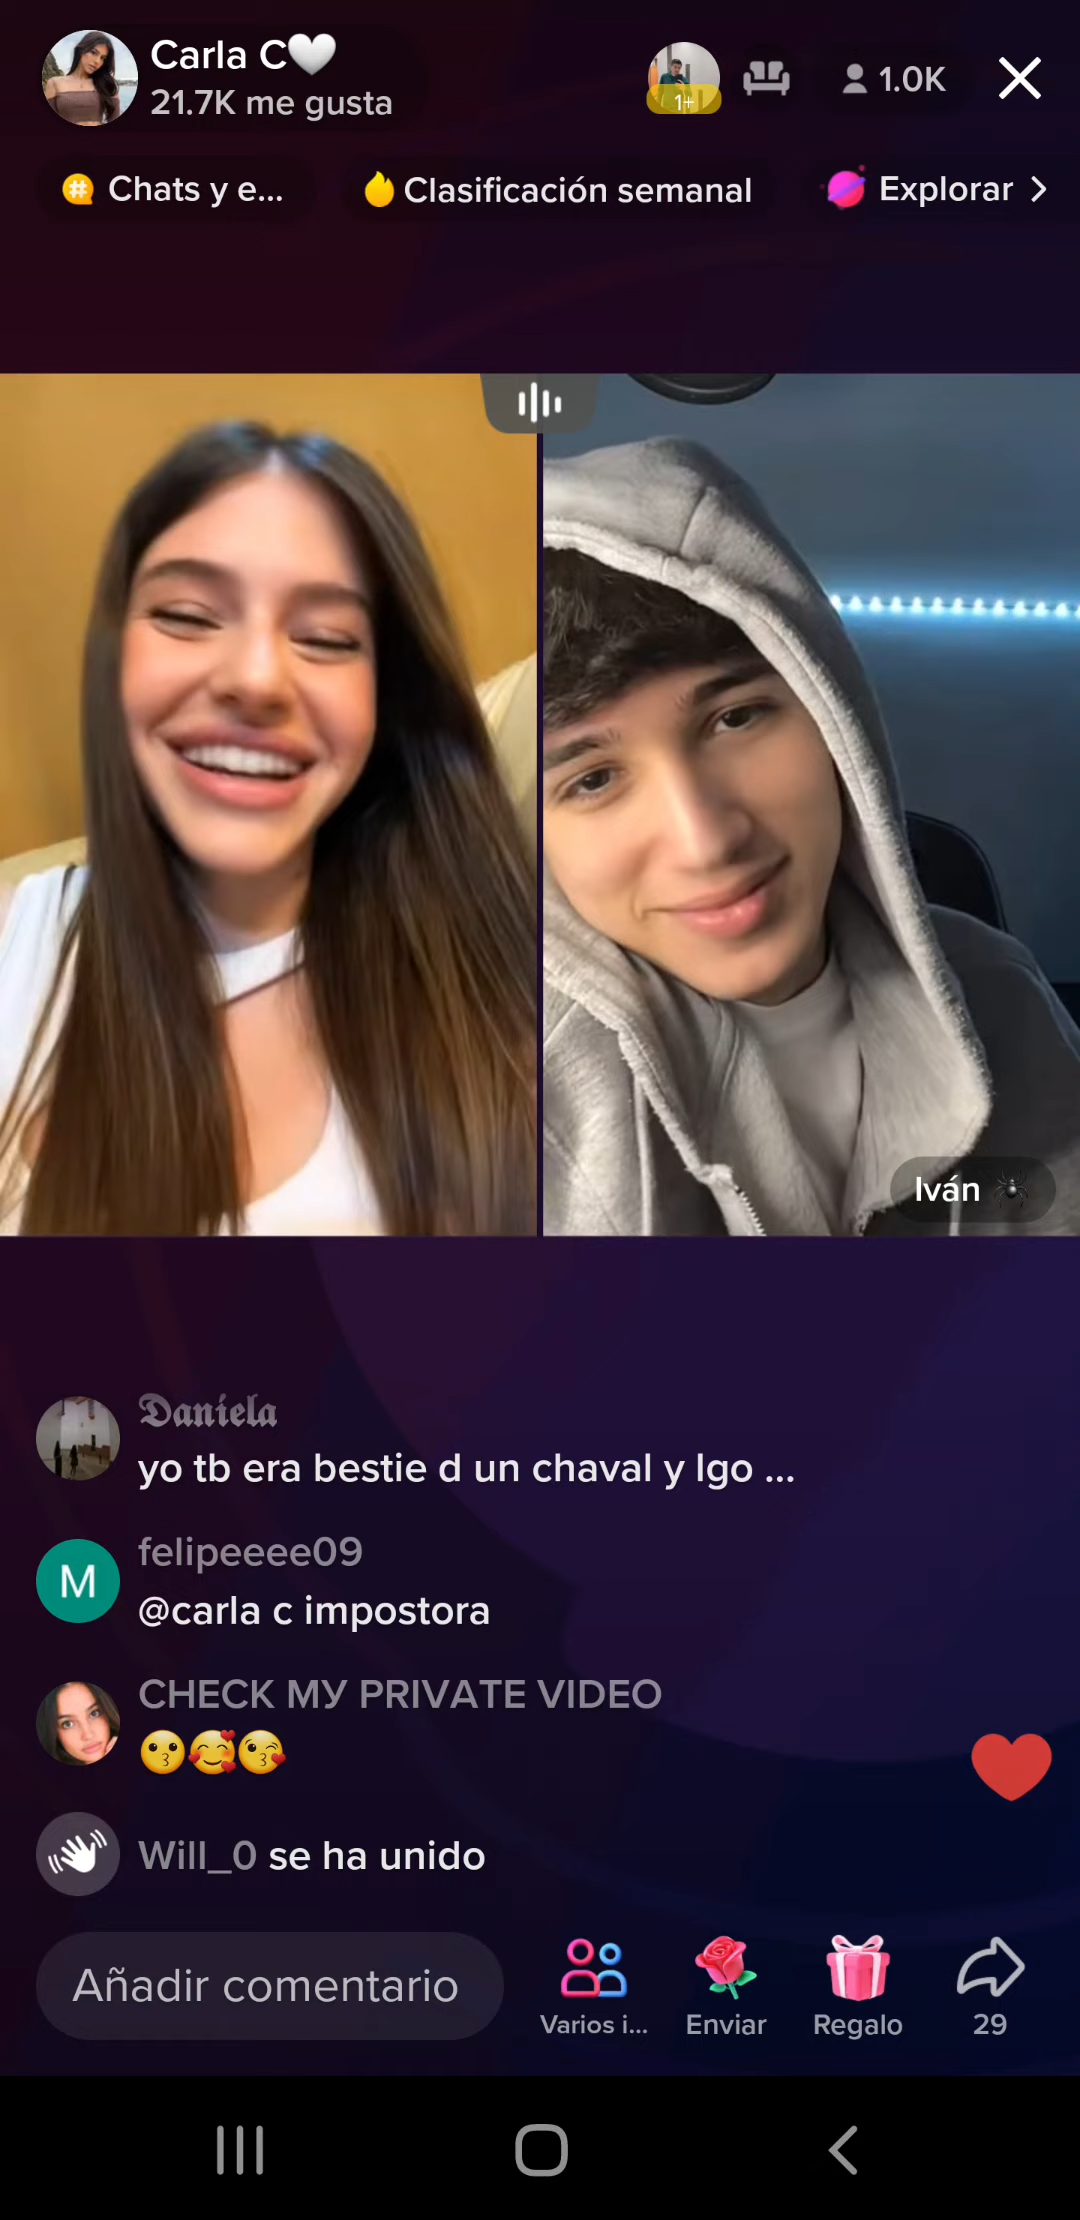 Carla C🤍
21.7K me gusta
1+
1.0K
Chats y e...
Clasificación semanal
Explorar
Iván 🕷
𝕯𝖆𝖓𝖎𝖊𝖑𝖆
yo tb era bestie d un chaval y lgo ...
felipeeee09
M
@carla c impostora
CHECK MY PRIVATE VIDEO
😗🥰😘
Will_0 se ha unido
Añadir comentario
Varios i...
Enviar
Regalo
29